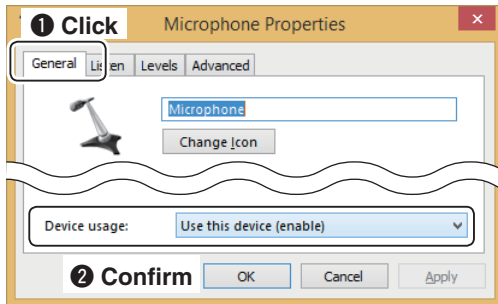 ❶ Click
Microphone Properties
General Listen Levels Advanced
Microphone
Change Icon
Device usage: Use this device (enable)
❷ Confirm
OK Cancel Apply